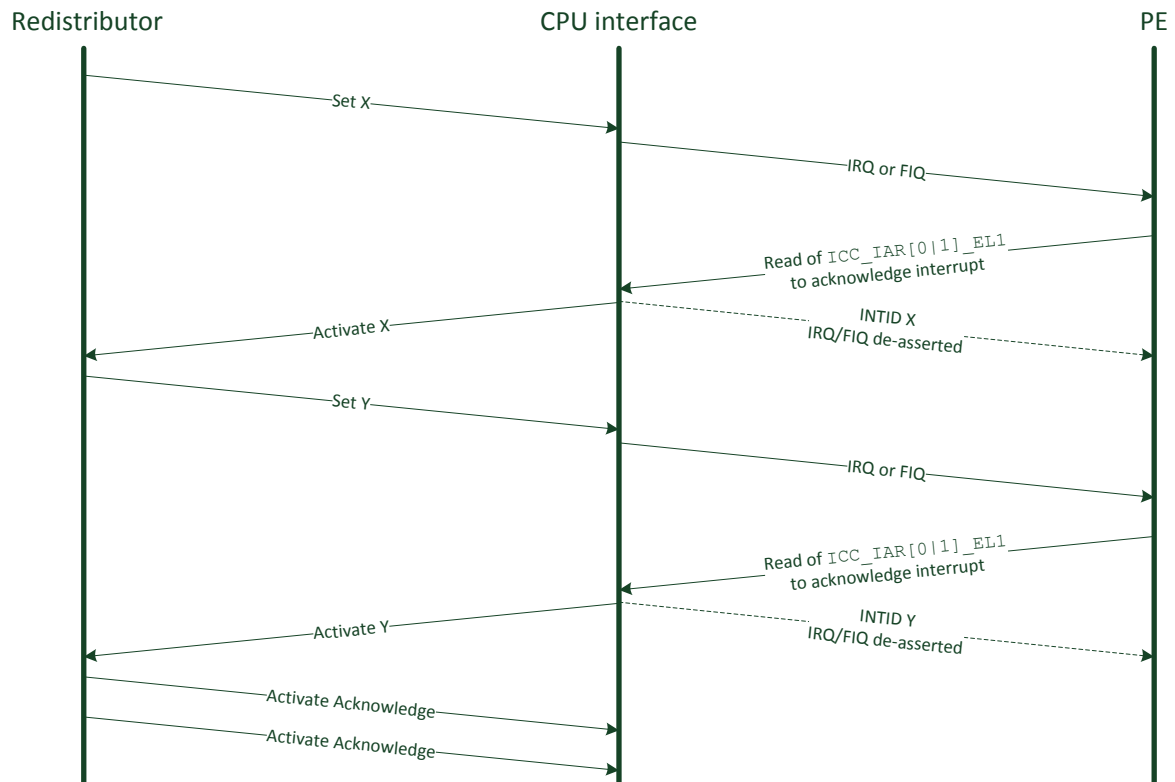 Redistributor
CPU interface
PE
Set X
IRQ or FIQ
Read of ICC_IAR[0|1]_EL1
to acknowledge interrupt
Activate X
INTID X
IRQ/FIQ de-asserted
Set Y
IRQ or FIQ
Read of ICC_IAR[0|1]_EL1
to acknowledge interrupt
Activate Y
INTID Y
IRQ/FIQ de-asserted
Activate Acknowledge
Activate Acknowledge